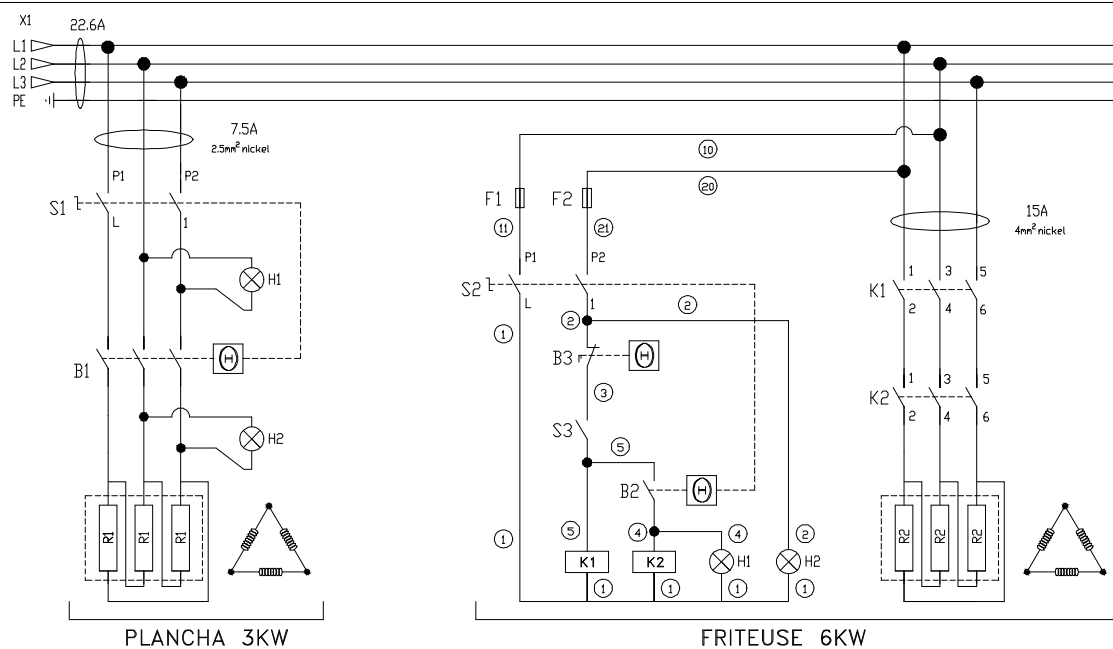 X1
22.6A
L1
L2
L3
PE
7.5A
2.5mm² nickel
10
P1
P2
20
S1
F1
F2
15A
4mm² nickel
L
1
11
21
P1
P2
H1
S2
1
3
5
K1
L
1
2
2
4
6
1
2
B1
B3
1
3
5
3
K2
2
4
6
H2
S3
5
B2
R1
R1
R1
1
5
4
4
2
R2
R2
R2
K1
K2
H1
H2
1
1
1
1
PLANCHA 3KW
FRITEUSE 6KW